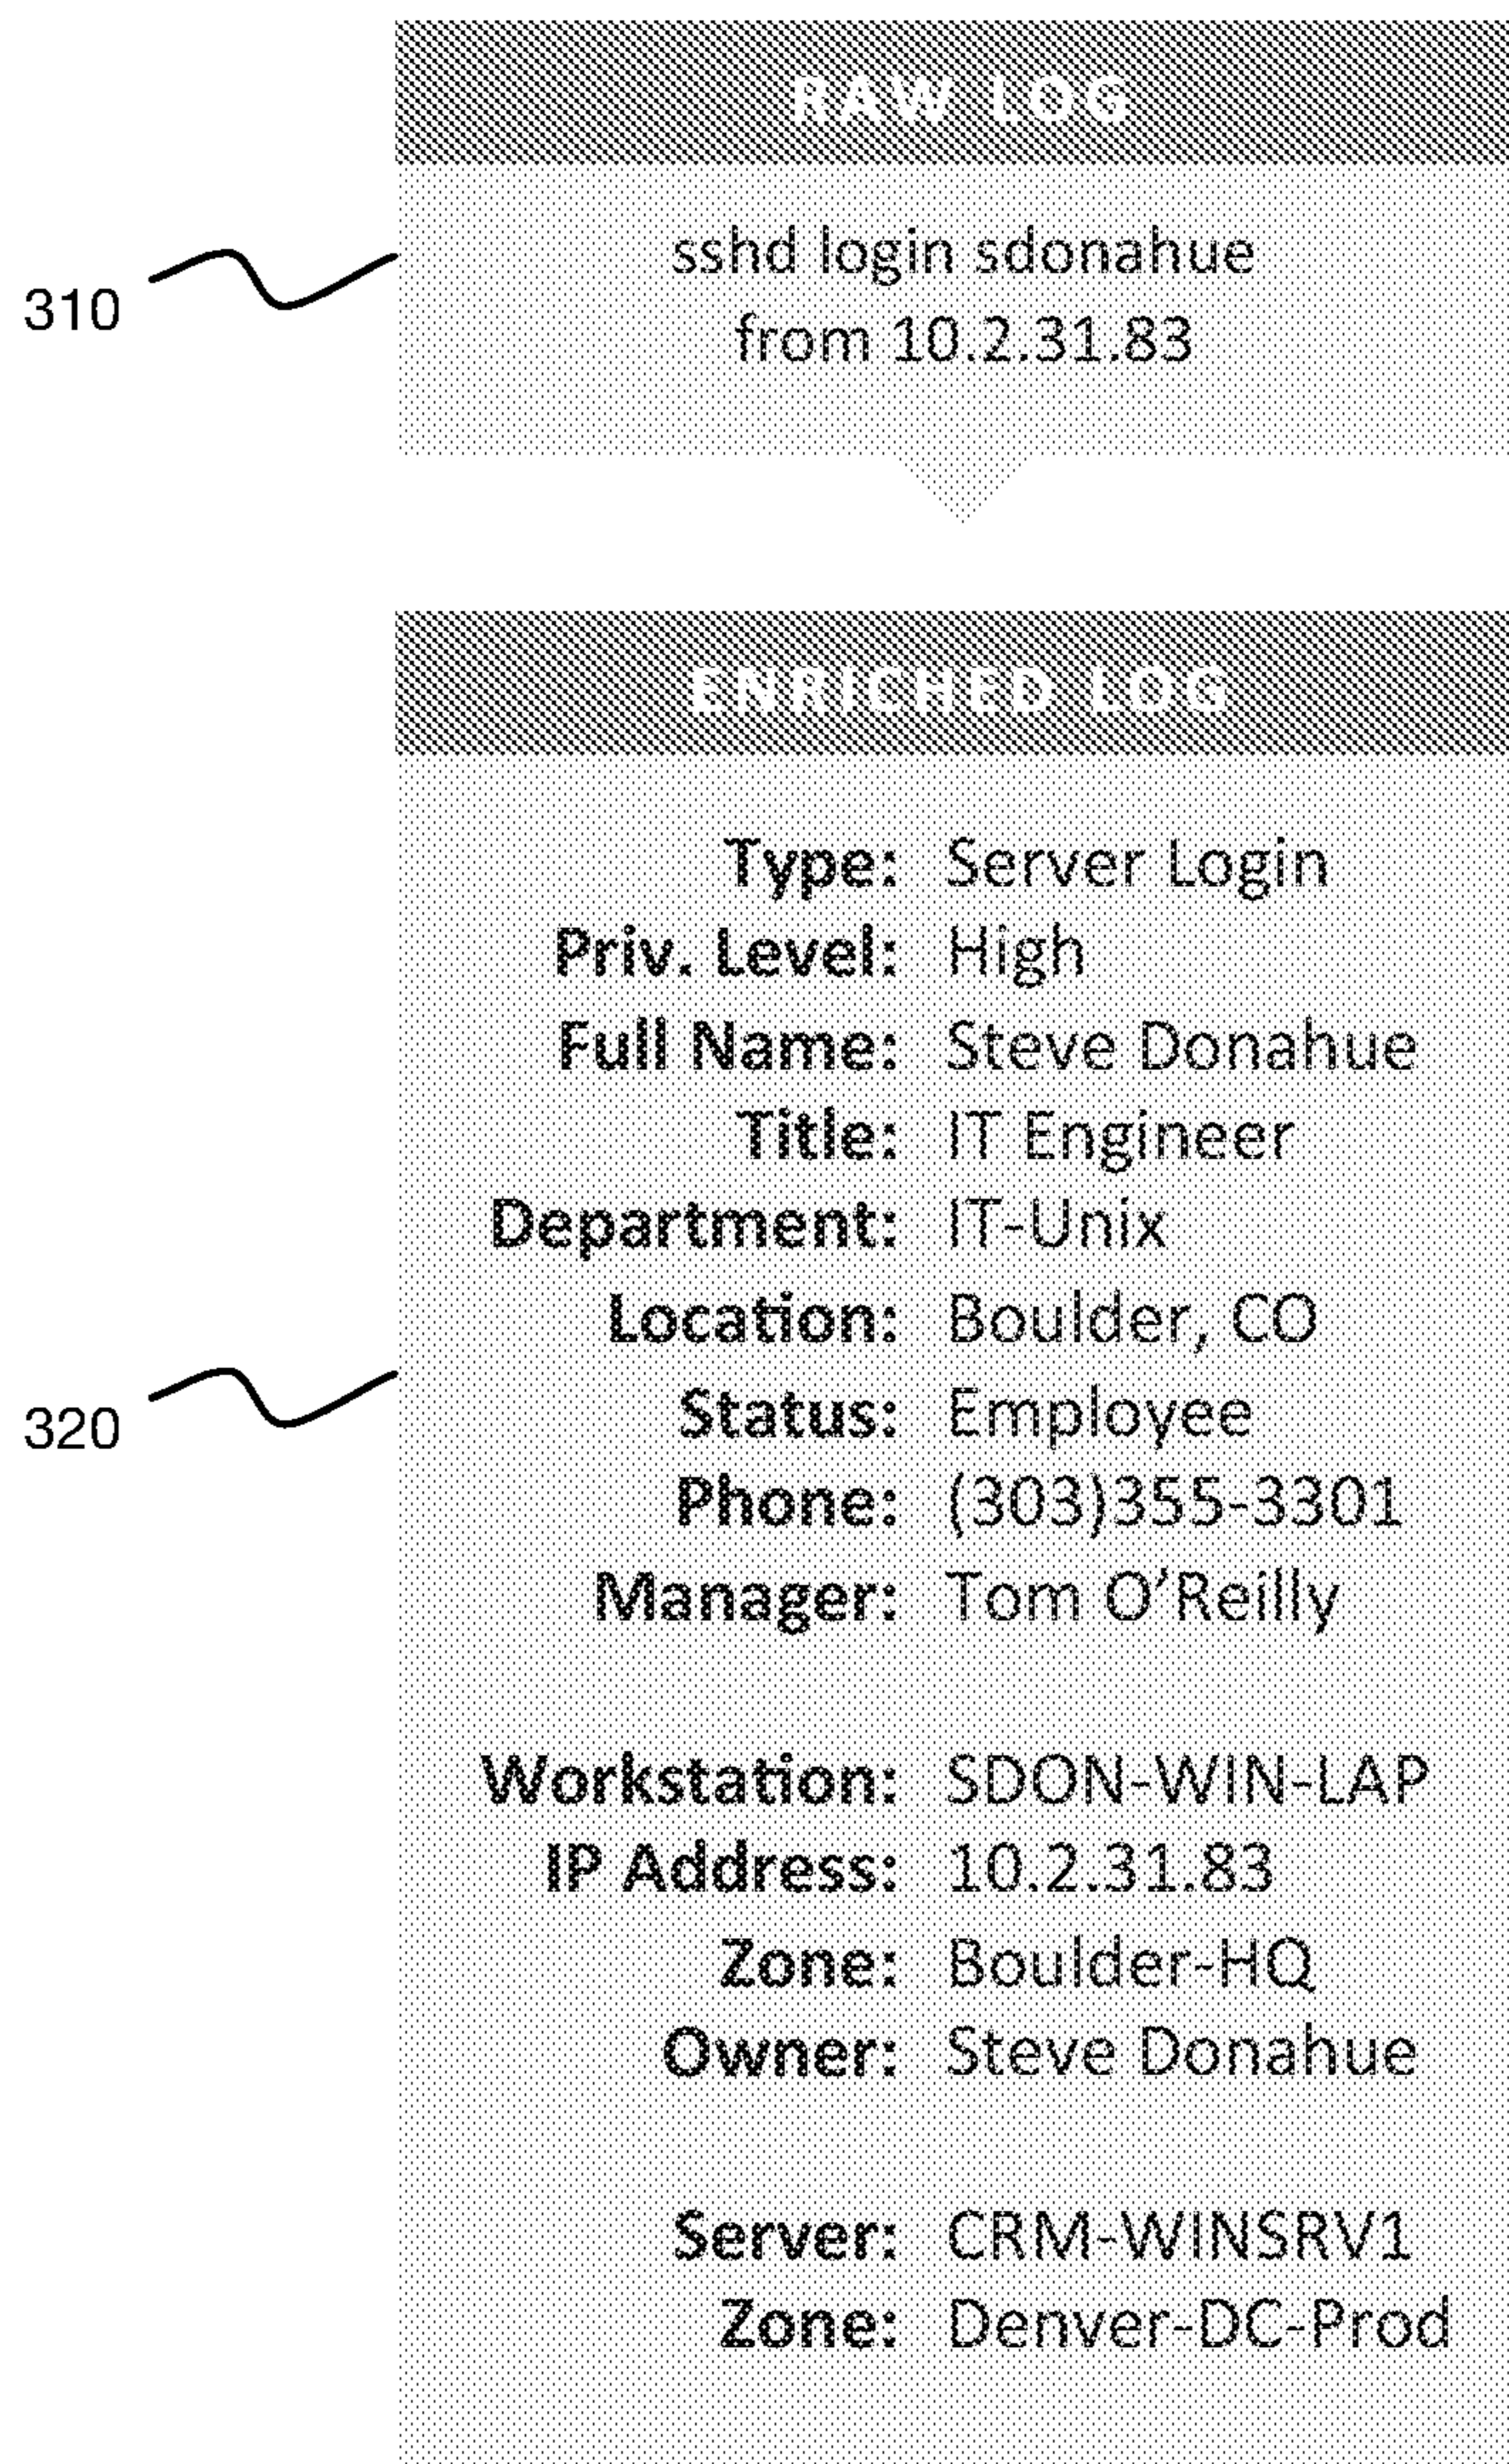 RAW LOG
310
sshd login sdonahue
from 10.2.31.83
ENRICHED LOG
Type: Server Login
Priv. Level: High
Full Name: Steve Donahue
Title: IT Engineer
Department: IT-Unix
Location: Boulder, CO
320
Status: Employee
Phone: (303)355-3301
Manager: Tom O’Reilly
Workstation: SDON-WIN-LAP
IP Address: 10.2.31.83
Zone: Boulder-HQ
Owner: Steve Donahue
Server: CRM-WINSRV1
Zone: Denver-DC-Prod